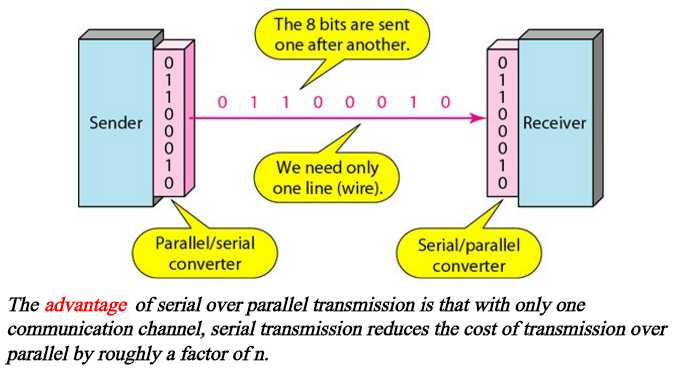 The 8 bits are sent
one after another.
0
1
1
0
0
0
1
0
Sender
0 1 1 0 0 0 1 0
0
1
1
0
0
0
1
0
Receiver
We need only
one line (wire).
Parallel/serial
converter
Serial/parallel
converter
The advantage of serial over parallel transmission is that with only one
communication channel, serial transmission reduces the cost of transmission over
parallel by roughly a factor of n.